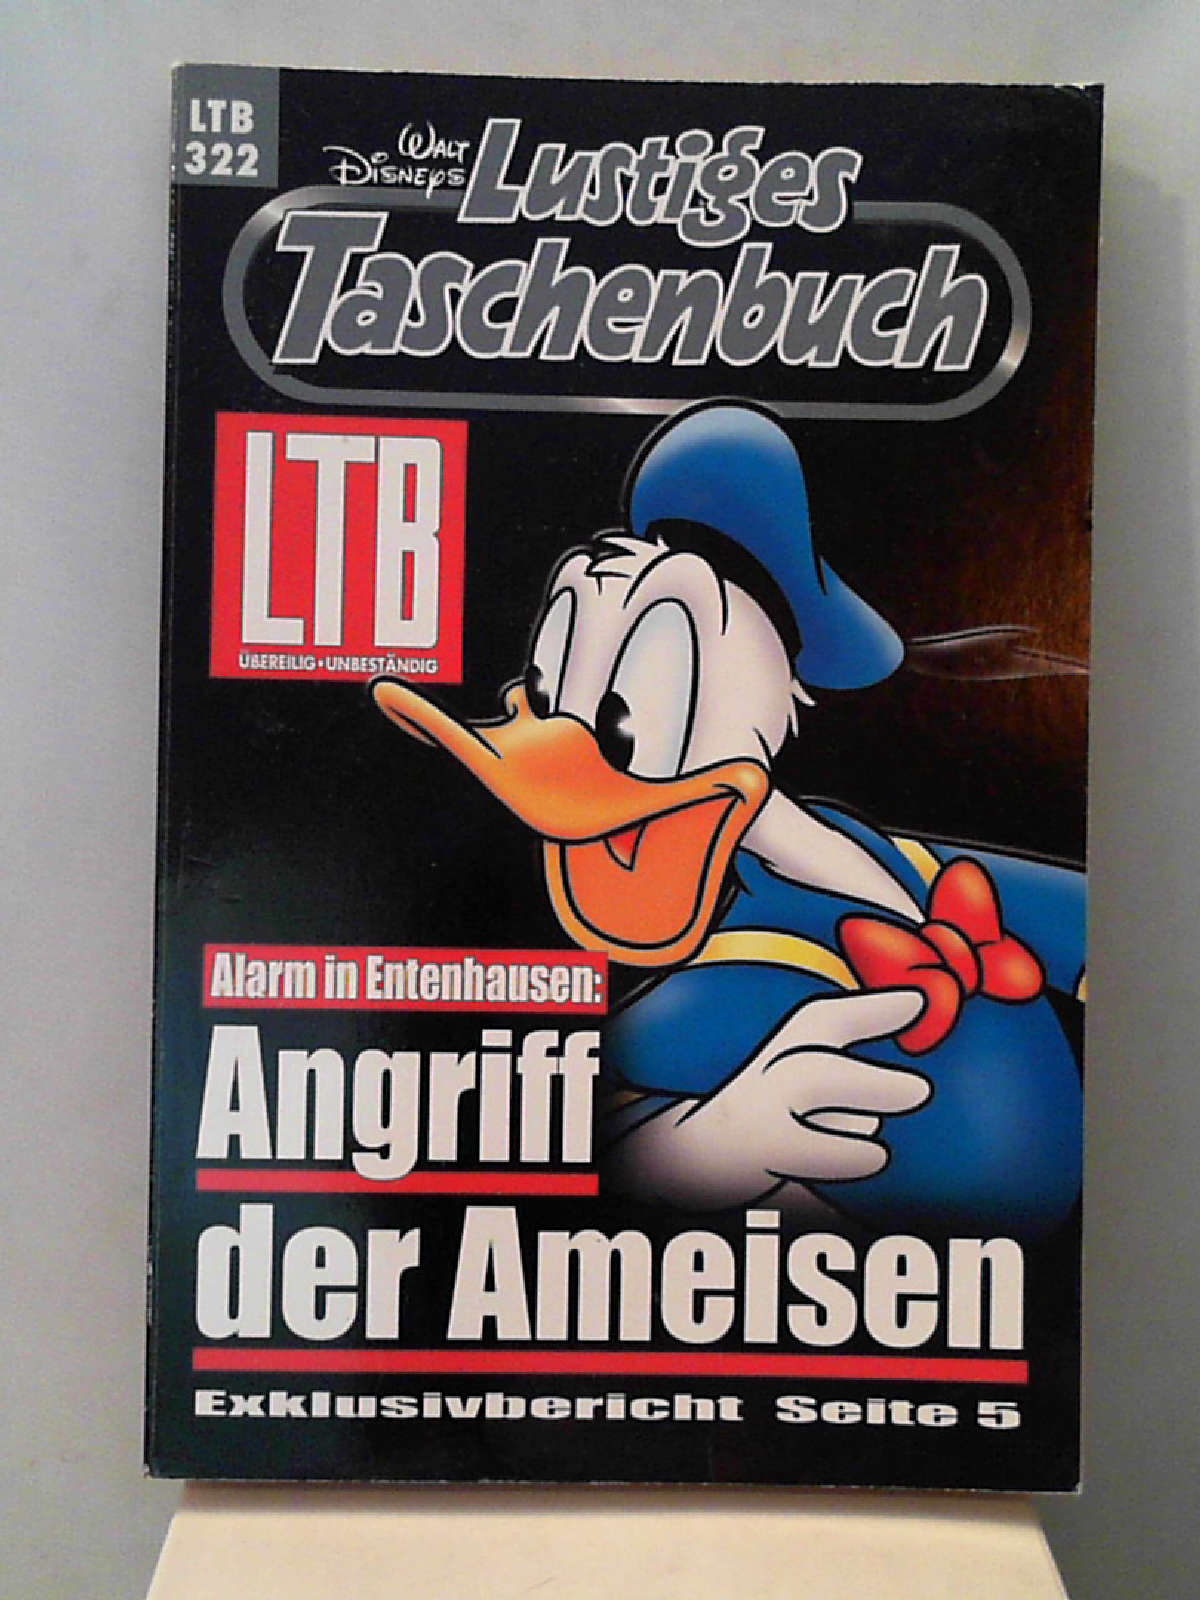 LTB
322
WALT
DISNEYS
Lustiges
Taschenbuch
LTB
ÜBEREILIG·UNBESTÄNDIG
Alarm in Entenhausen:
Angriff
der Ameisen
Exklusivbericht Seite 5